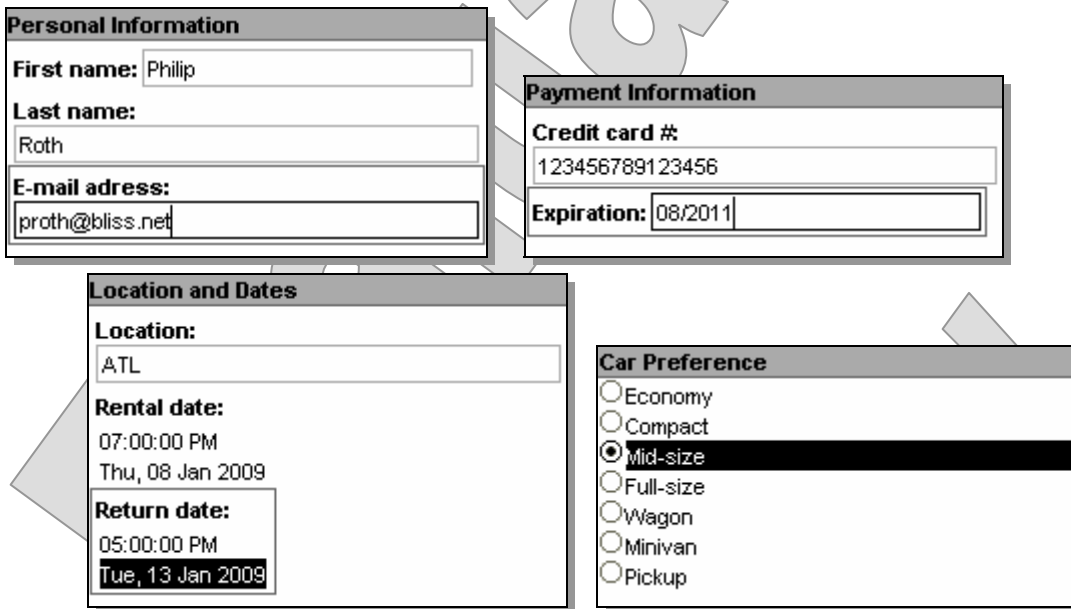 Personal Information
First name: Philip
Last name:
Roth
E-mail adress:
proth@bliss.net
Payment Information
Credit card #:
123456789123456
Expiration: 08/2011
Location and Dates
Location:
ATL
Rental date:
07:00:00 PM
Thu, 08 Jan 2009
Return date:
05:00:00 PM
Tue, 13 Jan 2009
Car Preference
Economy
Compact
Mid-size
Full-size
Wagon
Minivan
Pickup